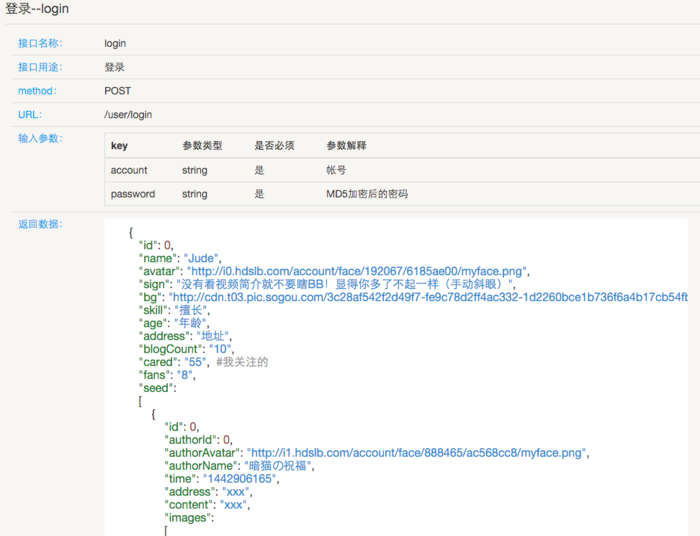 登录--login
接口名称： login
接口用途： 登录
method： POST
URL： /user/login
输入参数：
key 参数类型 是否必须 参数解释
account string 是 帐号
password string 是 MD5加密后的密码
返回数据：
{
"id": 0,
"name": "Jude",
"avatar": "http://i0.hdslb.com/account/face/192067/6185ae00/myface.png",
"sign": "没有看视频简介就不要瞎BB！显得你多了不起一样（手动斜眼）",
"bg": "http://cdn.t03.pic.sogou.com/3c28af542f2d49f7-fe9c78d2ff4ac332-1d2260bce1b736f6a4b17cb54fb
"skill": "擅长",
"age": "年龄",
"address": "地址",
"blogCount": "10",
"cared": "55", #我关注的
"fans": "8",
"seed":
[
{
"id": 0,
"authorId": 0,
"authorAvatar": "http://i1.hdslb.com/account/face/888465/ac568cc8/myface.png",
"authorName": "暗猫の祝福",
"time": "1442906165",
"address": "xxx",
"content": "xxx",
"images":
[